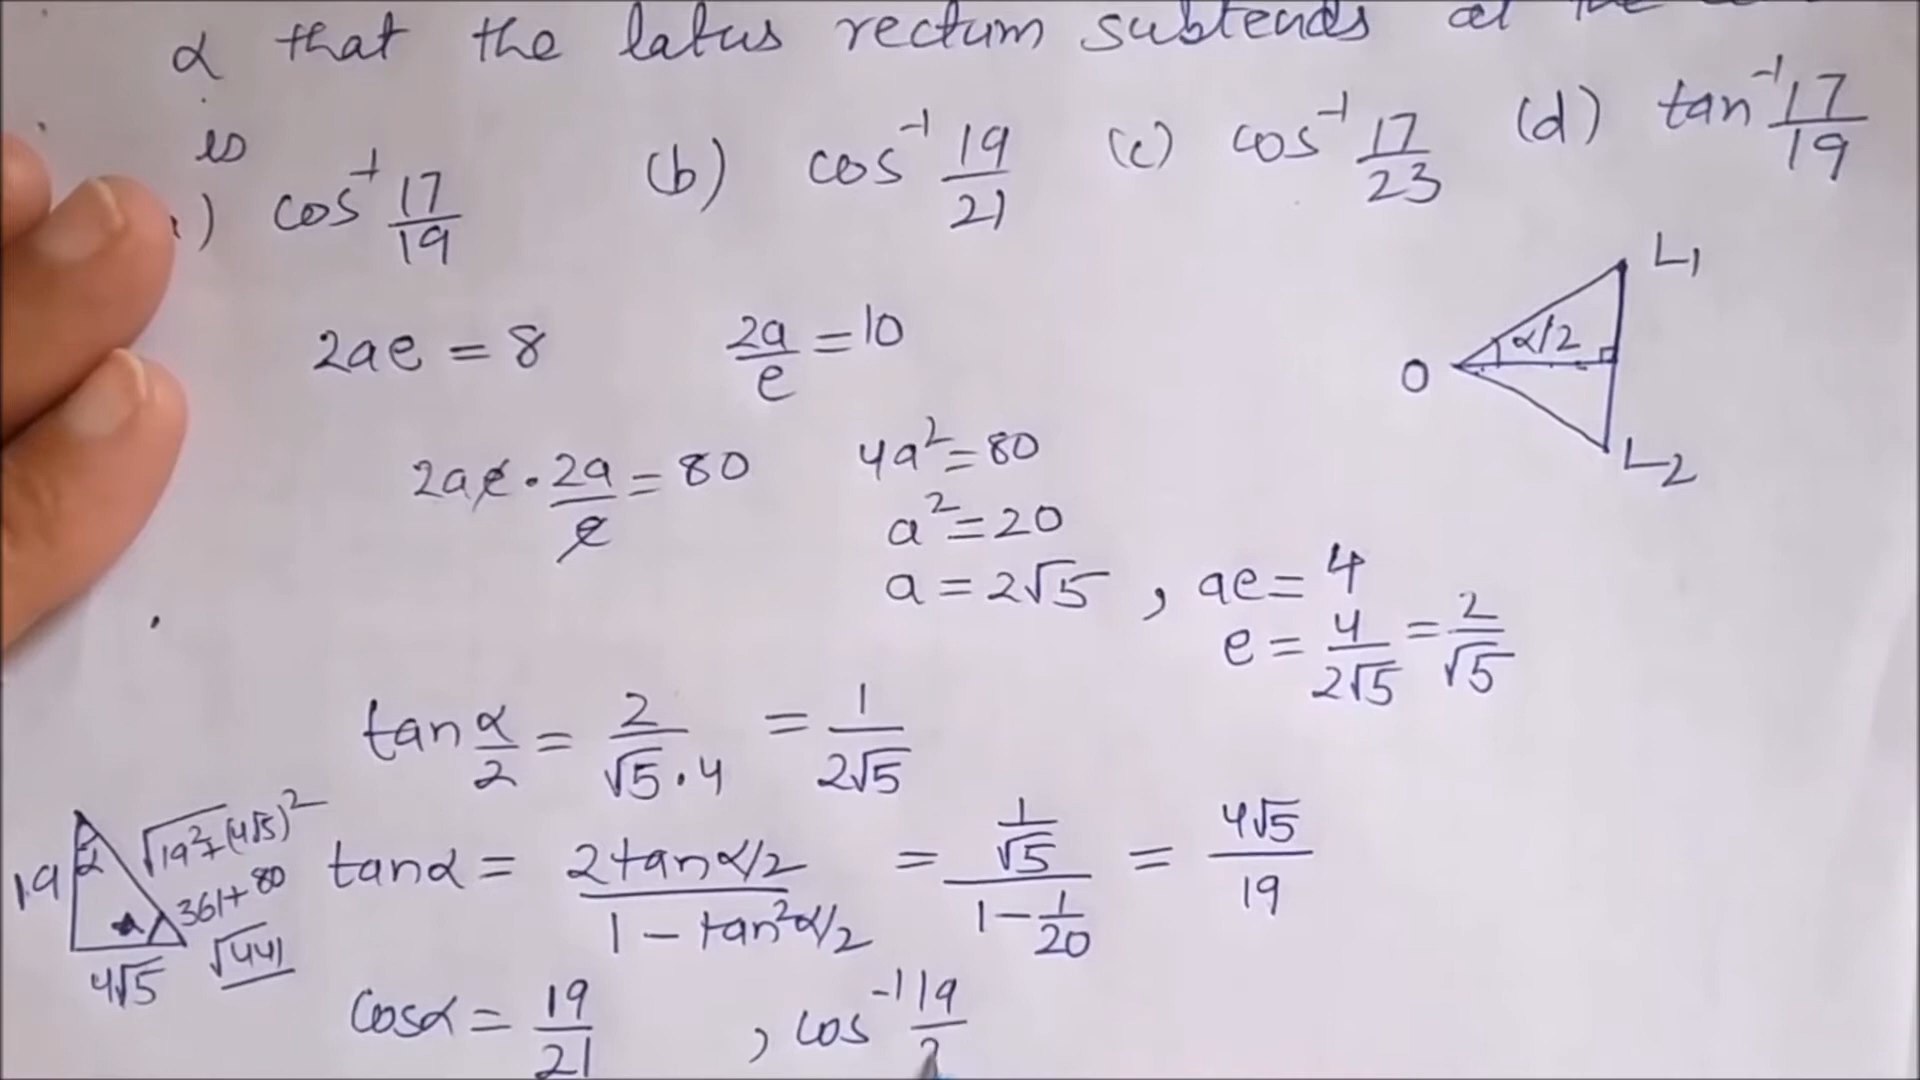 α that the latus rectum subtends at the
is
) cos⁻¹ 17/19 (b) cos⁻¹ 19/21 (c) cos⁻¹ 17/23 (d) tan⁻¹ 17/19
L₁
2ae = 8 2a/e = 10
O α/2
2ae · 2a/e = 80 4a² = 80
L₂
a² = 20
a = 2√5 , ae = 4
e = 4/2√5 = 2/√5
tan α/2 = 2/√5·4 = 1/2√5
19 α √19²+(4√5)²
361+80
√441
4√5
tanα = 2tanα/2 / 1 − tan²α/2 = 1/√5 / 1 − 1/20 = 4√5/19
cosα = 19/21 , cos⁻¹ 19/2